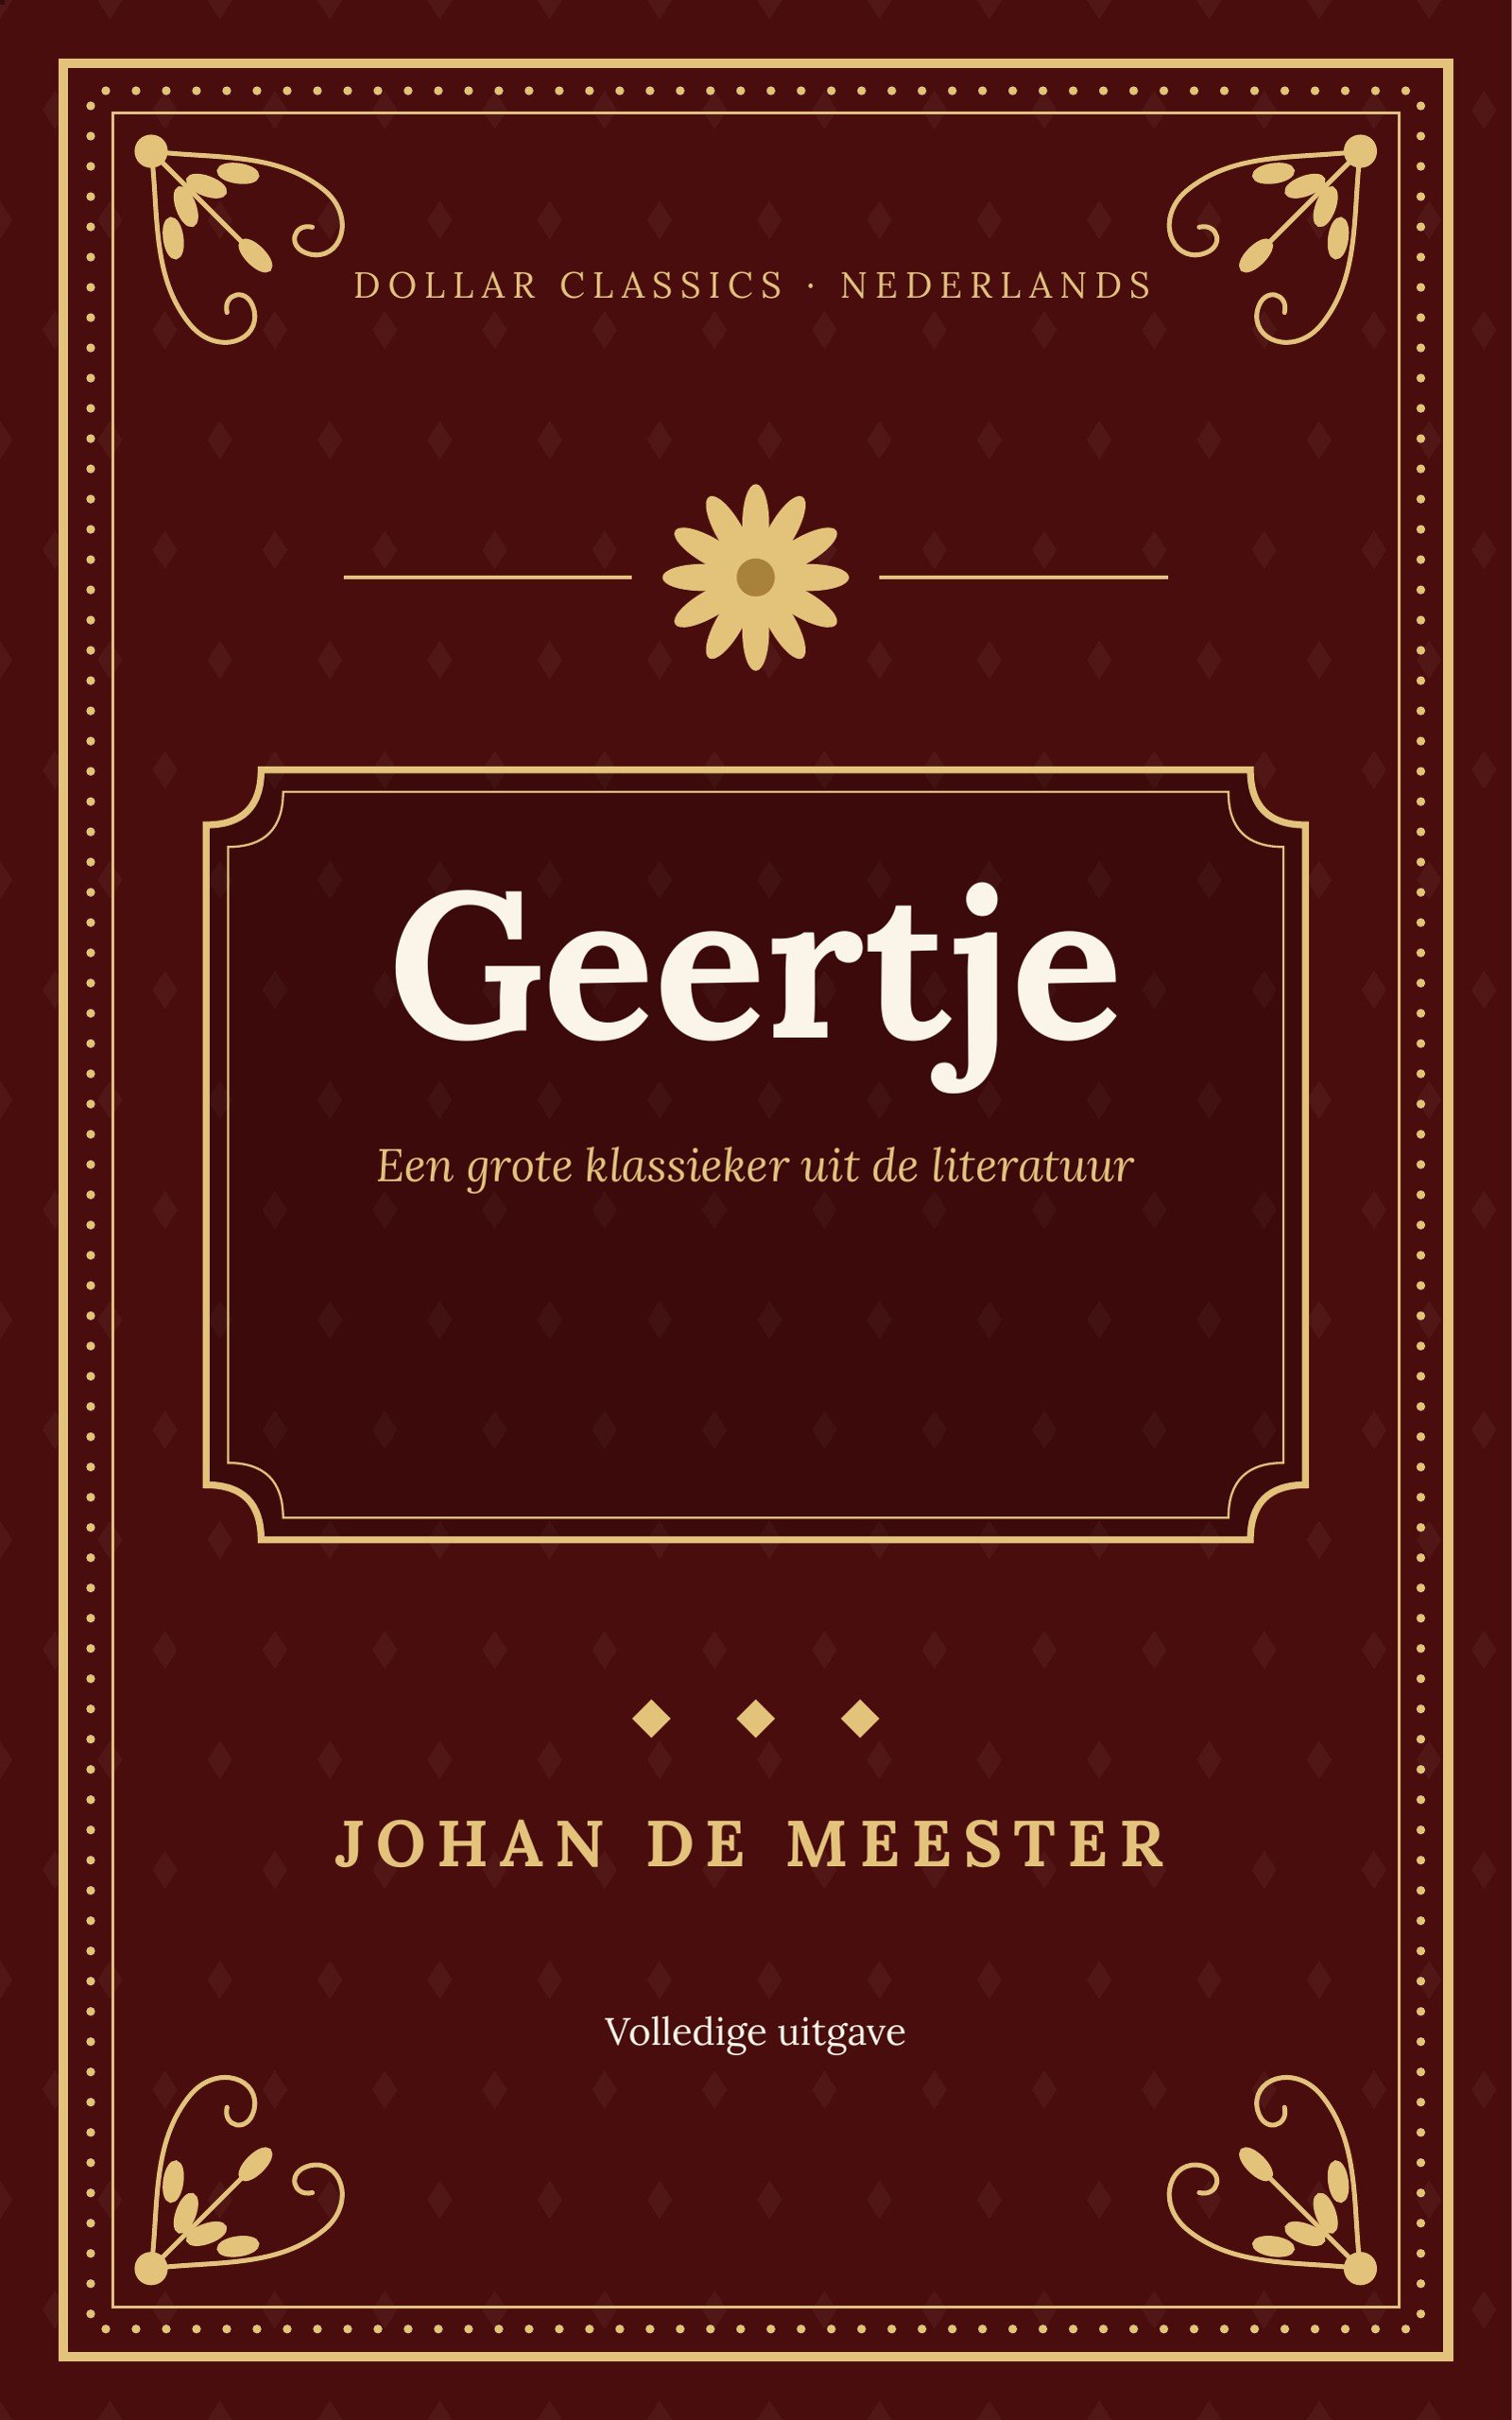 DOLLAR CLASSICS · NEDERLANDS
Geertje
Een grote klassieker uit de literatuur
JOHAN DE MEESTER
Volledige uitgave